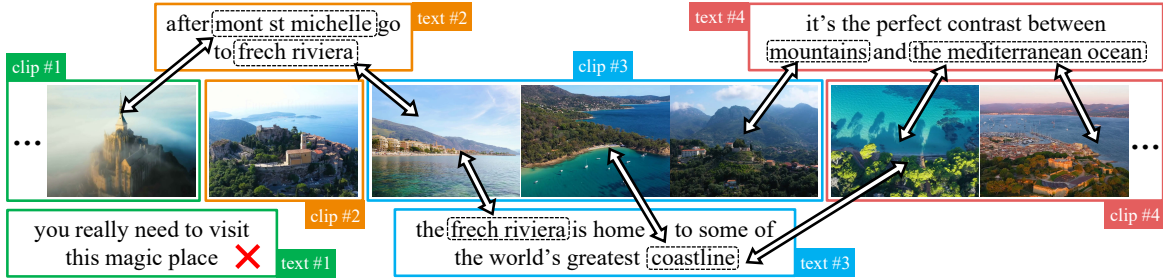 after mont st michelle go
to frech riviera
text #2
text #4
it's the perfect contrast between
mountains and the mediterranean ocean
clip #1
clip #3
...
...
clip #2
clip #4
you really need to visit
this magic place
text #1
the frech riviera is home to some of
the world's greatest coastline
text #3